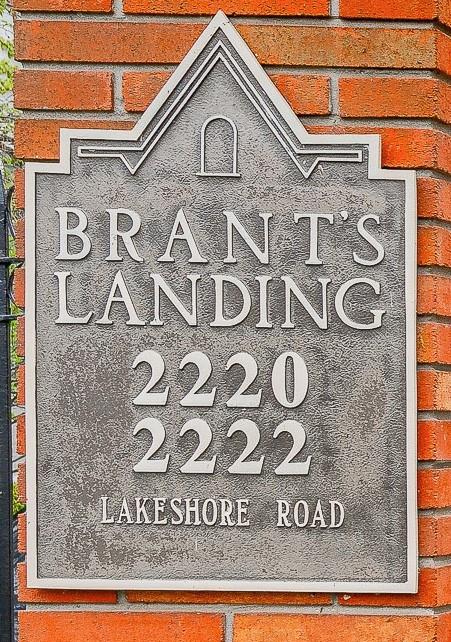 BRANT'S
LANDING
2220
2222
LAKESHORE ROAD